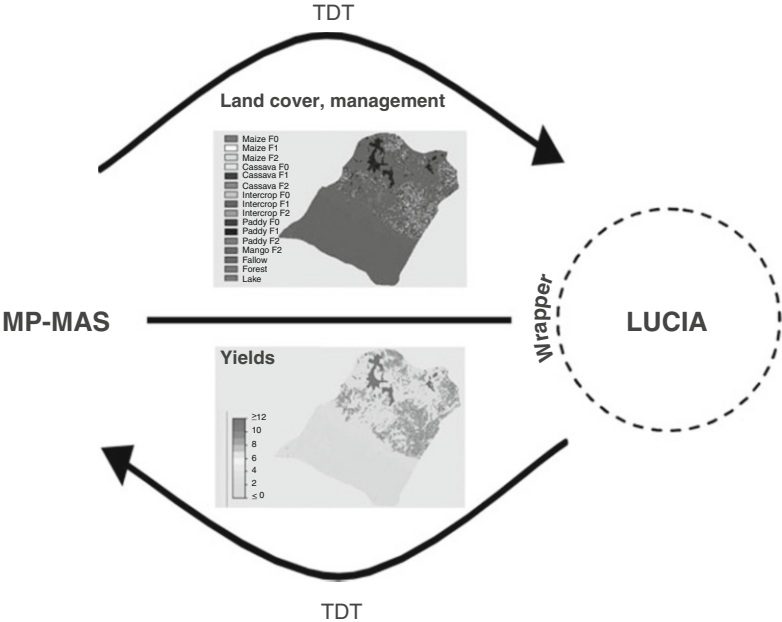 TDT
Land cover, management
Maize F0
Maize F1
Maize F2
Cassava F0
Cassava F1
Cassava F2
Intercrop F0
Intercrop F1
Intercrop F2
Paddy F0
Paddy F1
Paddy F2
Mango F2
Fallow
Forest
Lake
MP-MAS
Wrapper
LUCIA
Yields
≥12
10
8
6
4
2
≤ 0
TDT